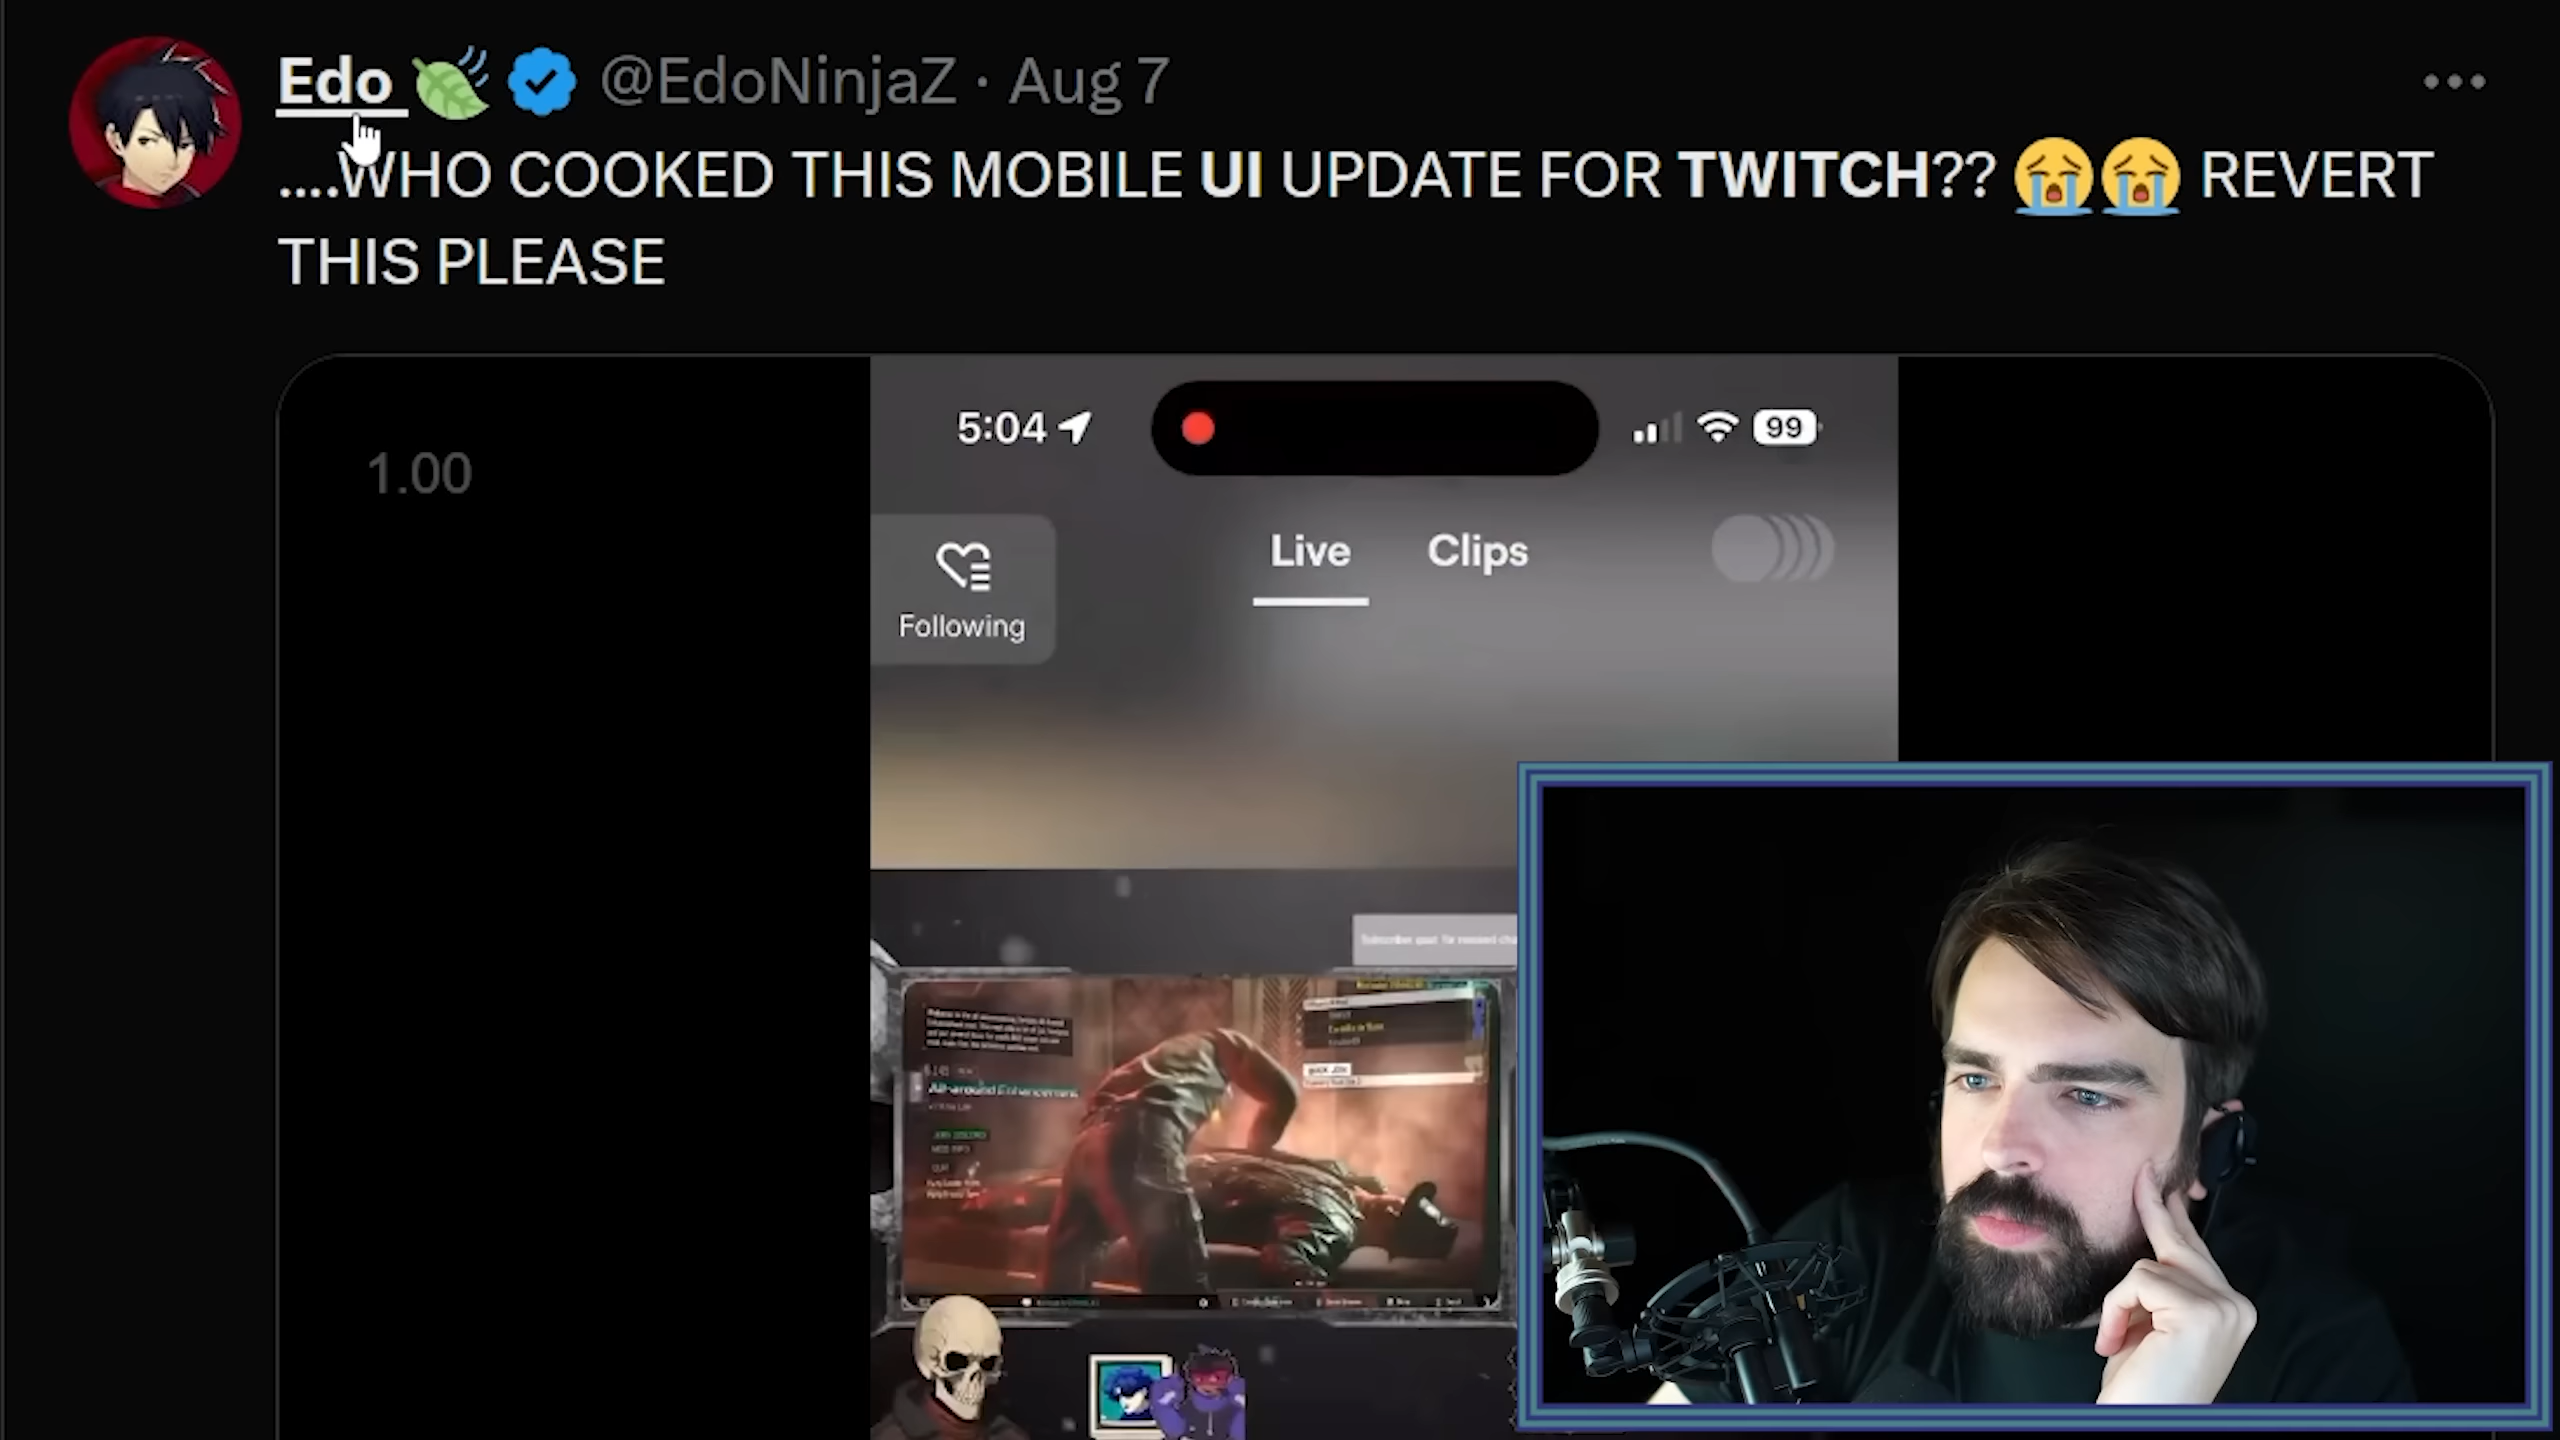 Edo @EdoNinjaZ · Aug 7
....WHO COOKED THIS MOBILE UI UPDATE FOR TWITCH?? 😭😭 REVERT
THIS PLEASE
1.00
5:04
99
Following
Live
Clips
All-around Enhancement